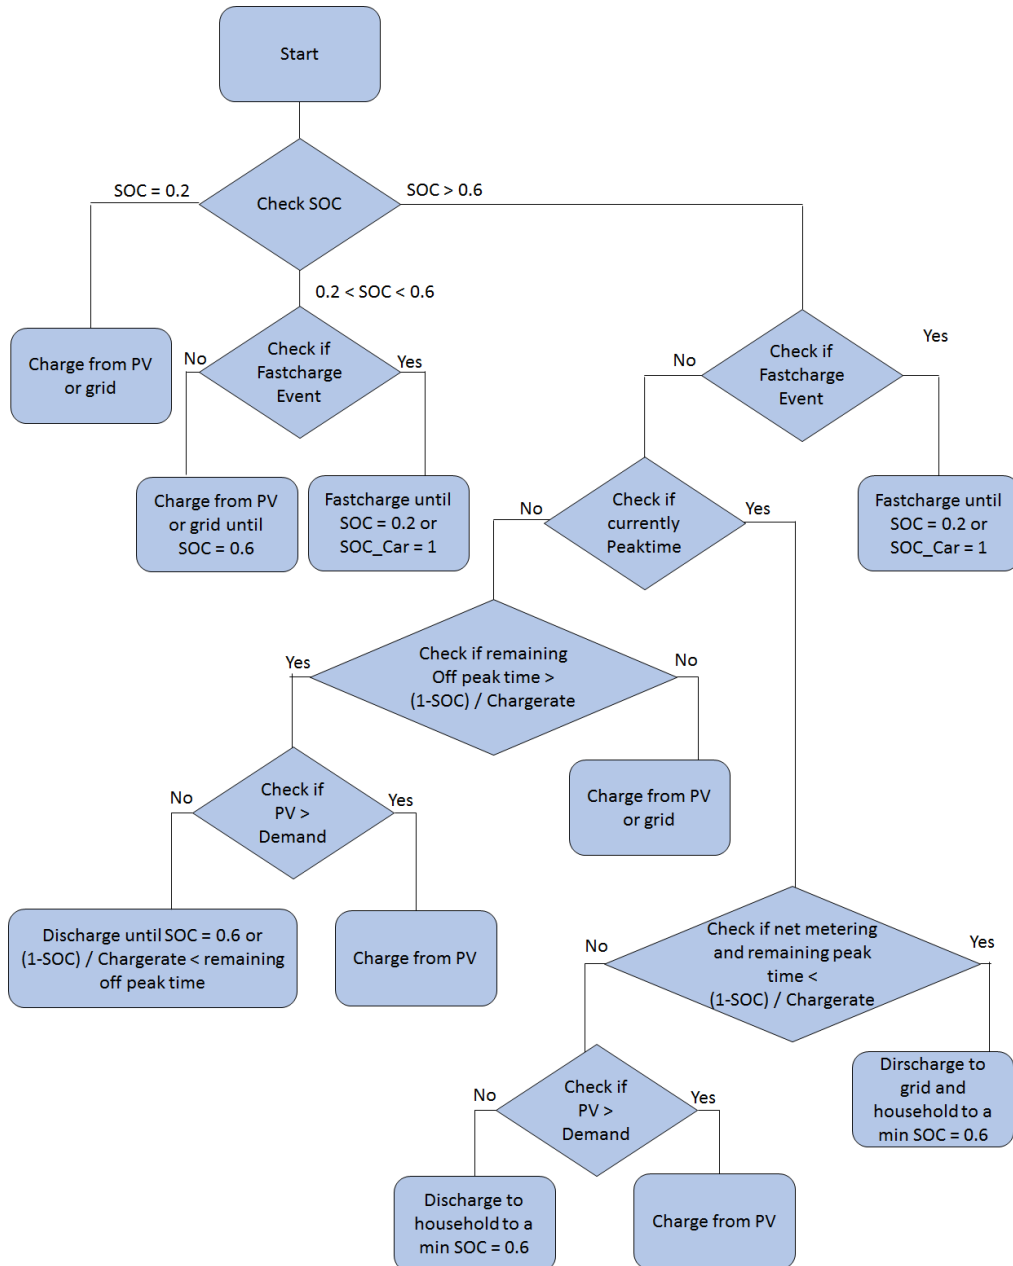 Start
SOC = 0.2
SOC > 0.6
Check SOC
0.2 < SOC < 0.6
Charge from PV
or grid
No
Check if
Fastcharge
Event
Yes
No
Check if
Fastcharge
Event
Yes
Charge from PV
or grid until
SOC = 0.6
Fastcharge until
SOC = 0.2 or
SOC_Car = 1
No
Check if
currently
Peaktime
Yes
Fastcharge until
SOC = 0.2 or
SOC_Car = 1
Yes
Check if remaining
Off peak time >
(1-SOC) / Chargerate
No
No
Check if
PV >
Demand
Yes
Charge from PV
or grid
Discharge until SOC = 0.6 or
(1-SOC) / Chargerate < remaining
off peak time
Charge from PV
No
Check if net metering
and remaining peak
time <
(1-SOC) / Chargerate
Yes
No
Check if
PV >
Demand
Yes
Dirscharge to
grid and
household to a
min SOC = 0.6
Discharge to
household to a
min SOC = 0.6
Charge from PV